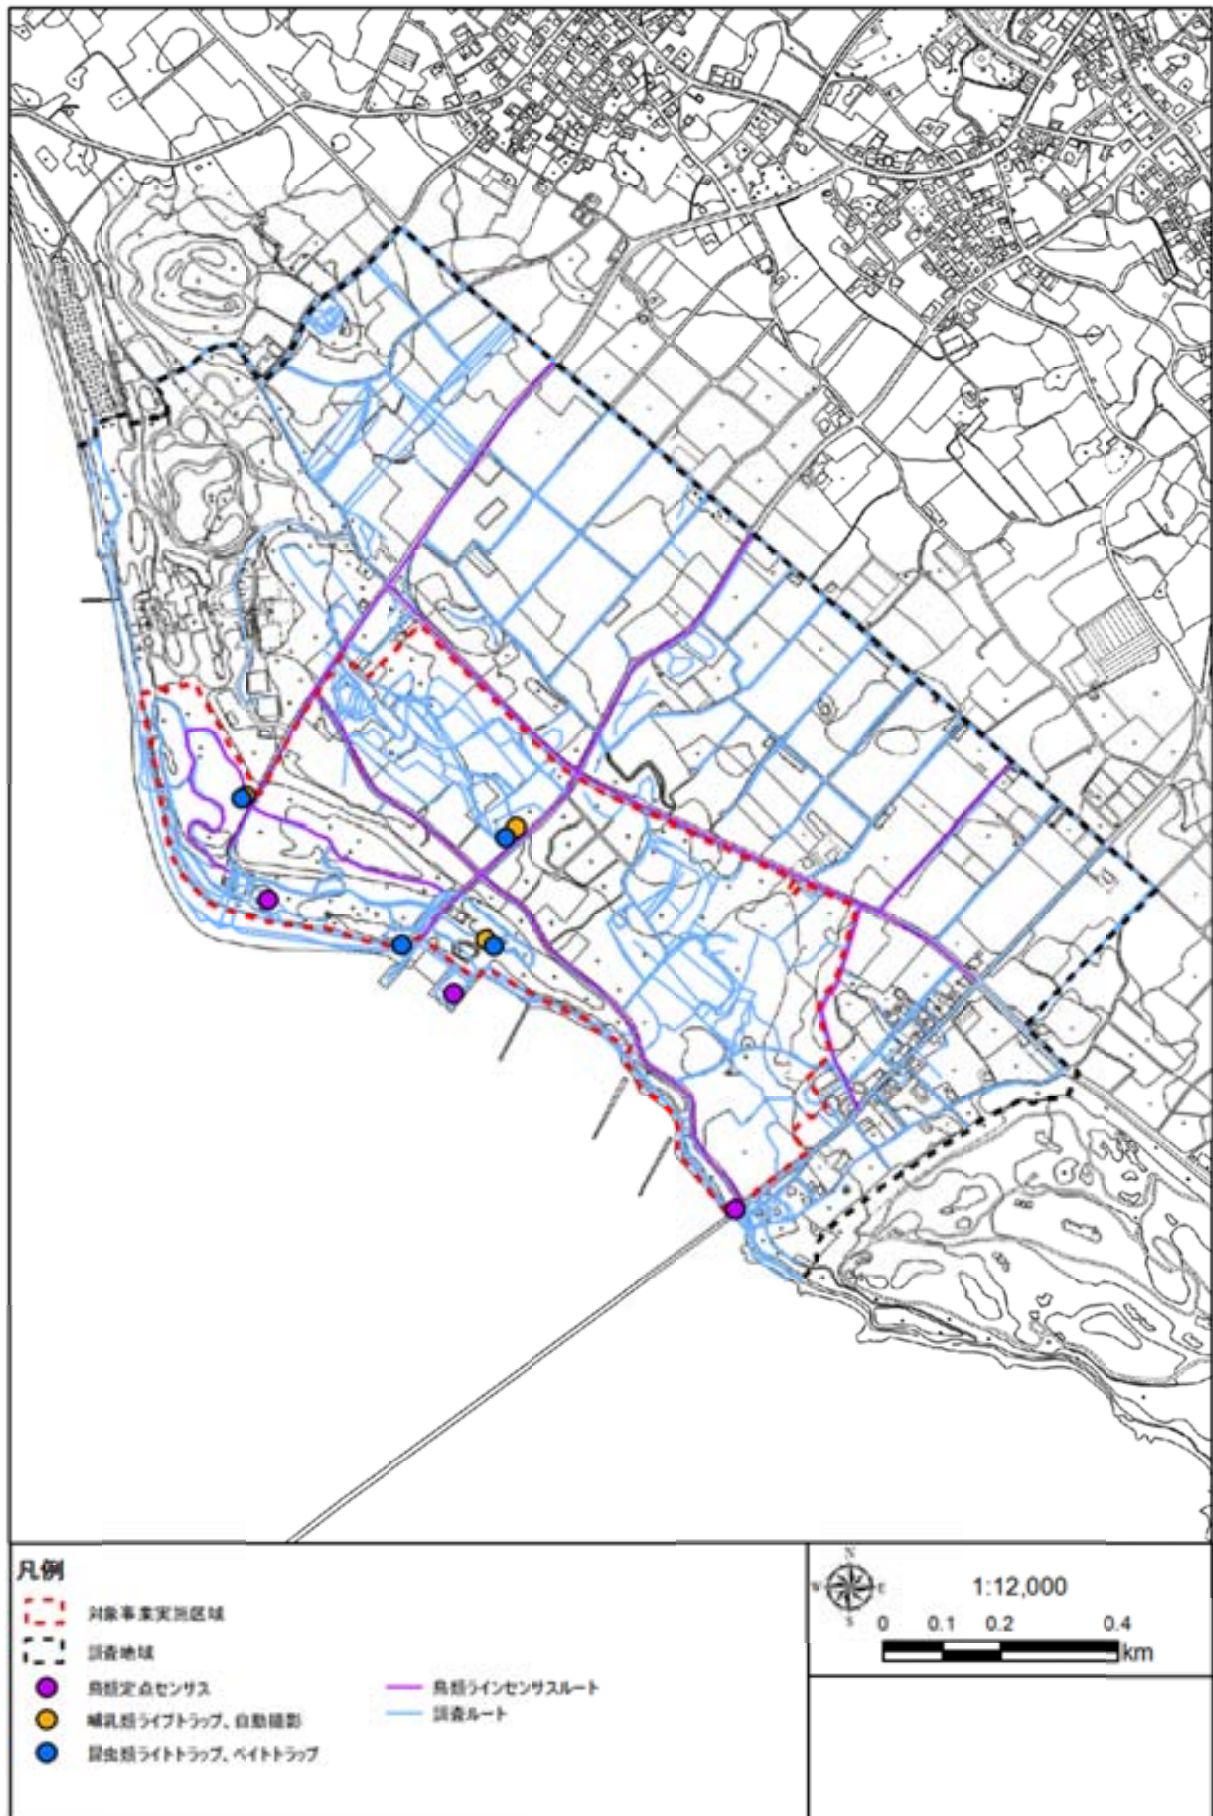 凡例
対象事業実施区域
調査地域
鳥類定点センサス
哺乳類ライブトラップ、自動撮影
昆虫類ライトトラップ、ベイトトラップ
鳥類ラインセンサスルート
調査ルート
N
W E
S
1:12,000
0 0.1 0.2 0.4
km